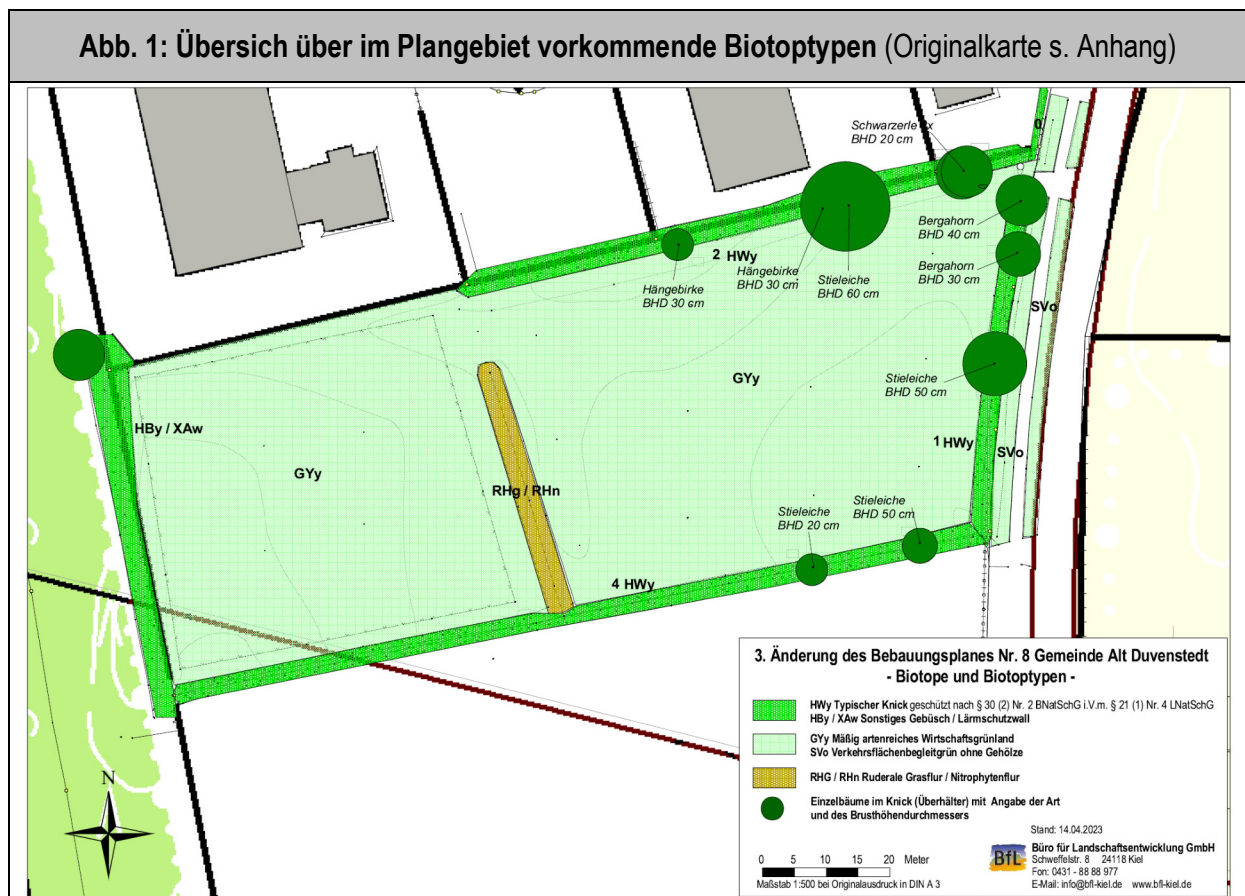 Abb. 1: Übersich über im Plangebiet vorkommende Biotoptypen (Originalkarte s. Anhang)
Schwarzerle x
BHD 20 cm
0
Bergahorn
BHD 40 cm
2 HWy
Hängebirke
BHD 30 cm
Hängebirke
BHD 30 cm
Stieleiche
BHD 60 cm
Bergahorn
BHD 30 cm
SVo
GYy
Stieleiche
BHD 50 cm
HBy / XAw
1 HWy
SVo
GYy
RHg / RHn
Stieleiche
BHD 20 cm
Stieleiche
BHD 50 cm
4 HWy
N
3. Änderung des Bebauungsplanes Nr. 8 Gemeinde Alt Duvenstedt
- Biotope und Biotoptypen -
HWy Typischer Knick geschützt nach § 30 (2) Nr. 2 BNatSchG i.V.m. § 21 (1) Nr. 4 LNatSchG
HBy / XAw Sonstiges Gebüsch / Lärmschutzwall
GYy Mäßig artenreiches Wirtschaftsgrünland
SVo Verkehrsflächenbegleitgrün ohne Gehölze
RHG / RHn Ruderale Grasflur / Nitrophytenflur
Einzelbäume im Knick (Überhälter) mit Angabe der Art
und des Brusthöhendurchmessers
Stand: 14.04.2023
BfL
Büro für Landschaftsentwicklung GmbH
Schweffelstr. 8 24118 Kiel
Fon: 0431 - 88 88 977
E-Mail: info@bfl-kiel.de www.bfl-kiel.de
0 5 10 15 20 Meter
Maßstab 1:500 bei Originalausdruck in DIN A 3